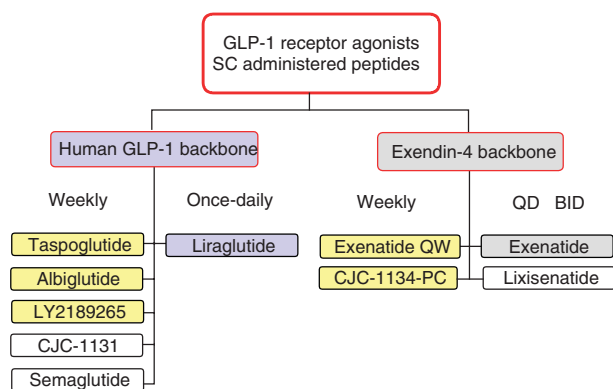 GLP-1 receptor agonists
SC administered peptides
Human GLP-1 backbone
Exendin-4 backbone
Weekly
Once-daily
Weekly
QD BID
Taspoglutide
Liraglutide
Exenatide QW
Exenatide
Albiglutide
CJC-1134-PC
Lixisenatide
LY2189265
CJC-1131
Semaglutide